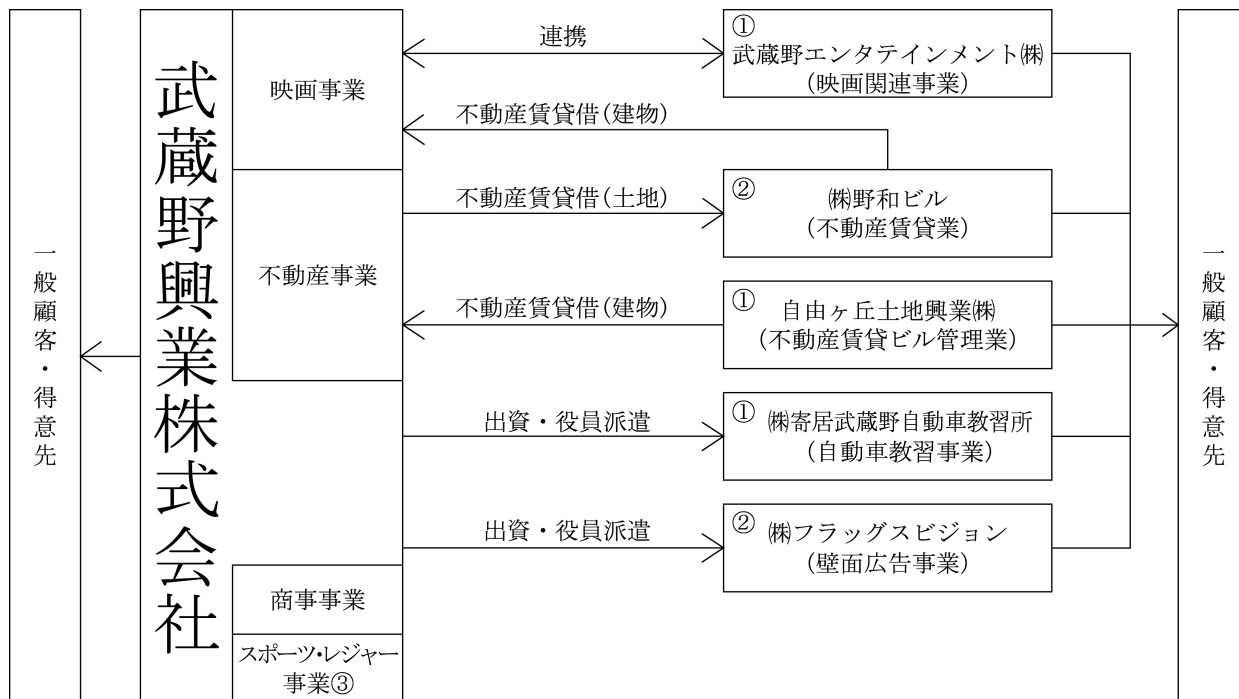 一般顧客・得意先
武蔵野興業株式会社
映画事業
不動産事業
商事事業
スポーツ・レジャー
事業③
連携
不動産賃貸借(建物)
不動産賃貸借(土地)
不動産賃貸借(建物)
出資・役員派遣
出資・役員派遣
①
武蔵野エンタテインメント㈱
(映画関連事業)
②
㈱野和ビル
(不動産賃貸業)
①
自由ヶ丘土地興業㈱
(不動産賃貸ビル管理業)
①
㈱寄居武蔵野自動車教習所
(自動車教習事業)
②
㈱フラッグスビジョン
(壁面広告事業)
一般顧客・得意先